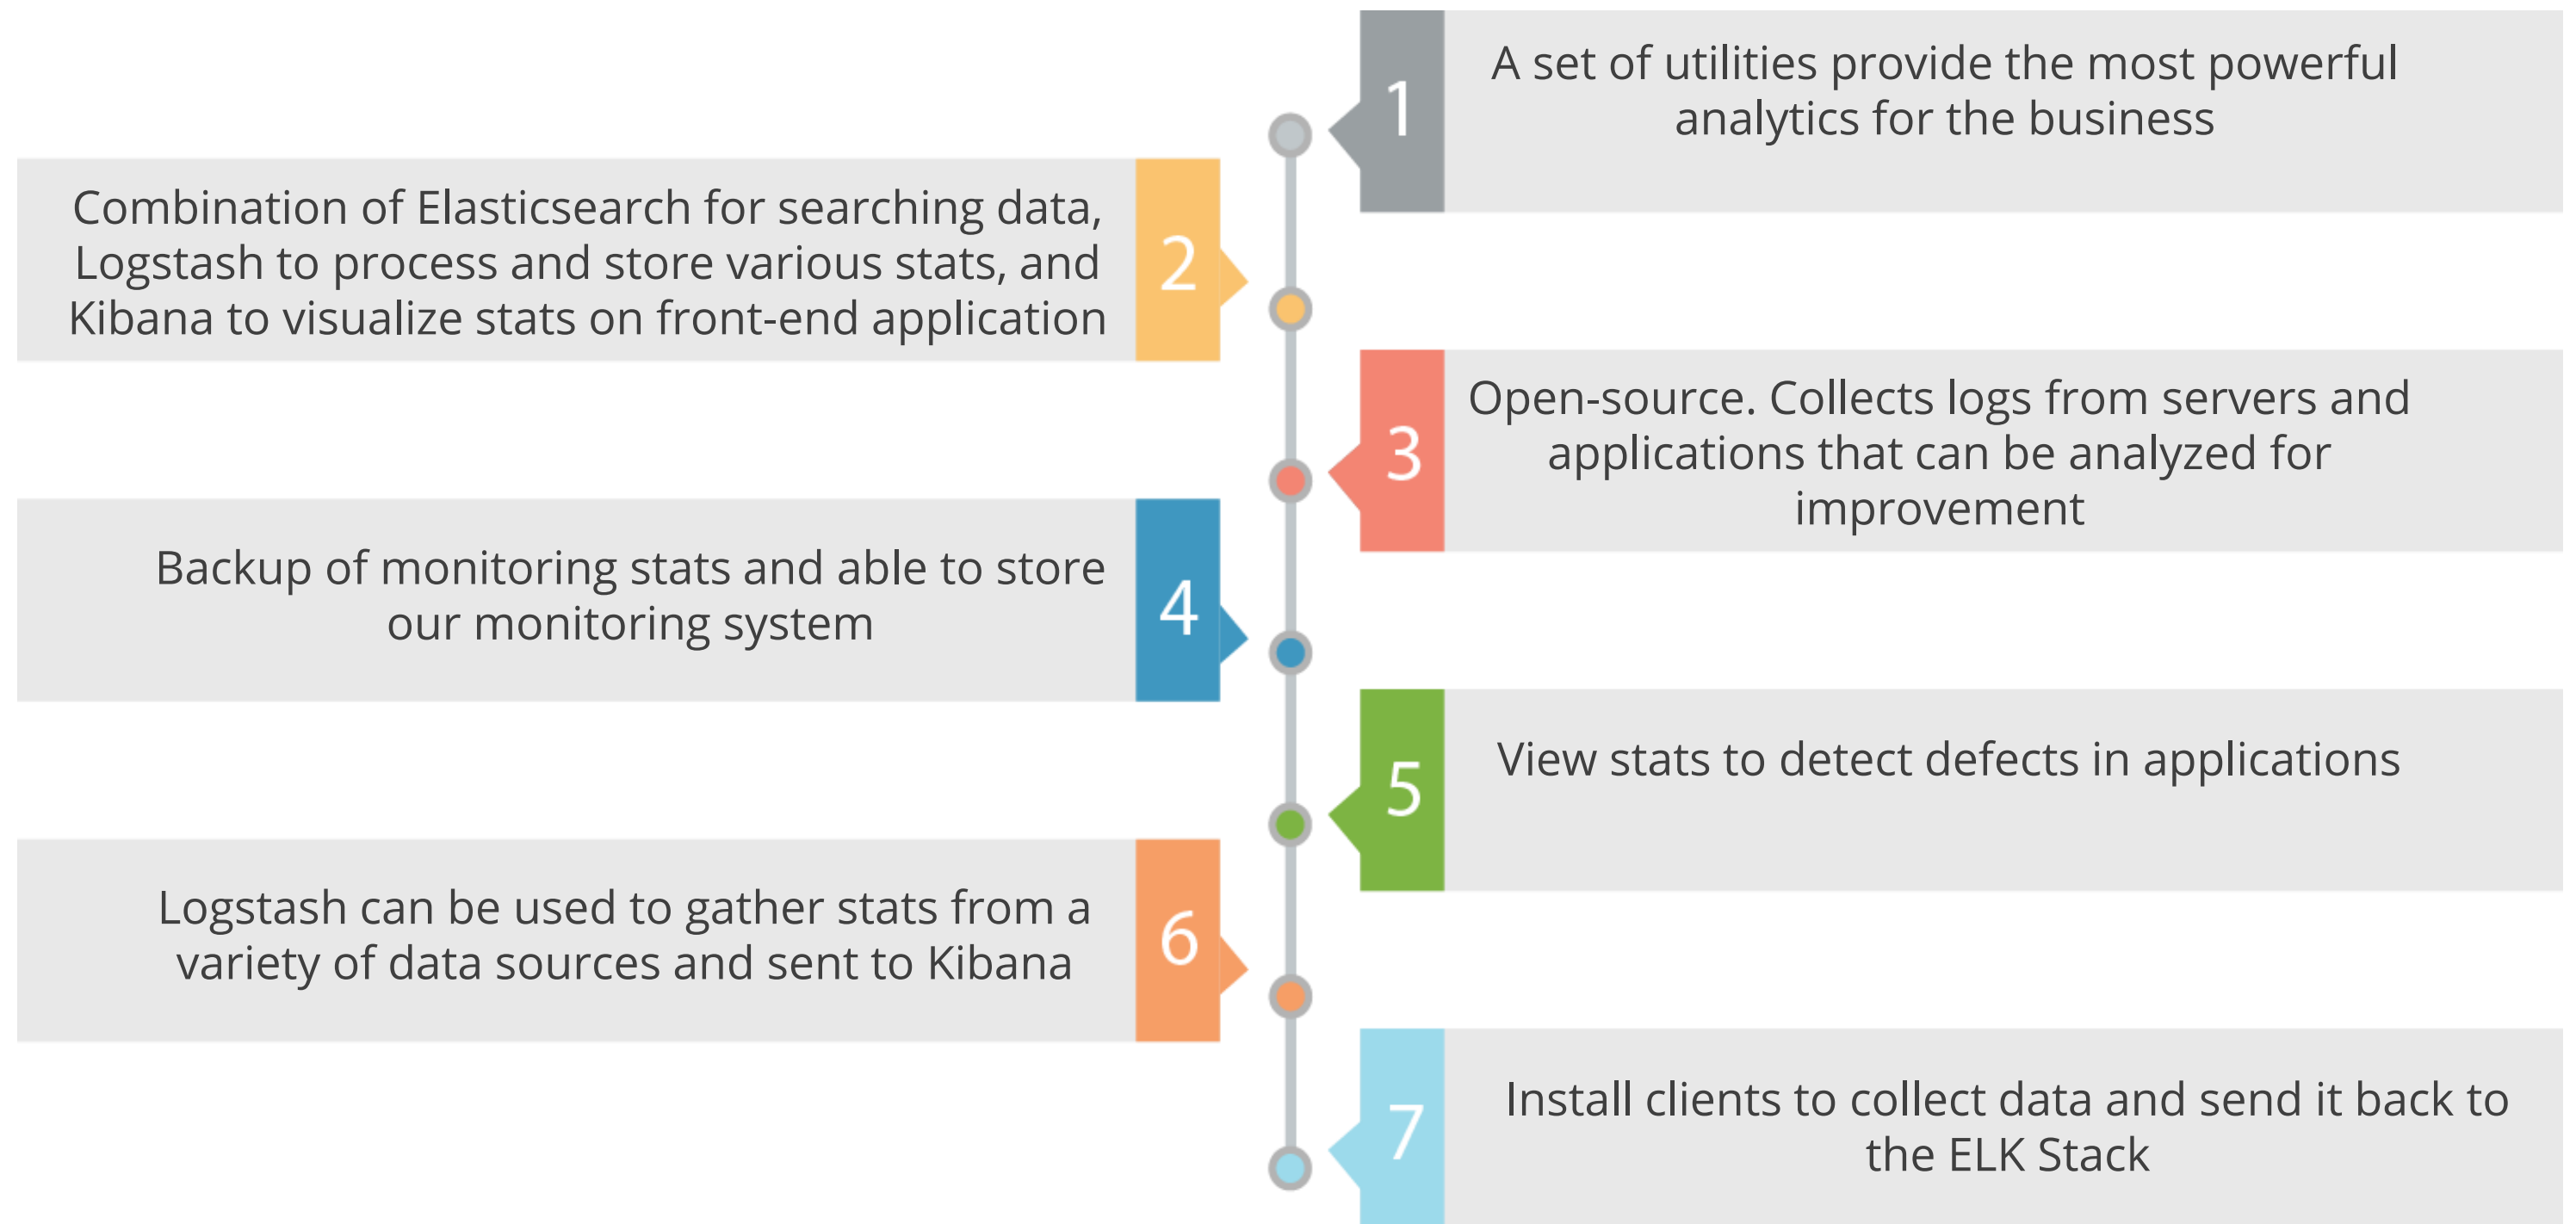 1
A set of utilities provide the most powerful
analytics for the business
2
Combination of Elasticsearch for searching data,
Logstash to process and store various stats, and
Kibana to visualize stats on front-end application
3
Open-source. Collects logs from servers and
applications that can be analyzed for
improvement
4
Backup of monitoring stats and able to store
our monitoring system
5
View stats to detect defects in applications
6
Logstash can be used to gather stats from a
variety of data sources and sent to Kibana
7
Install clients to collect data and send it back to
the ELK Stack